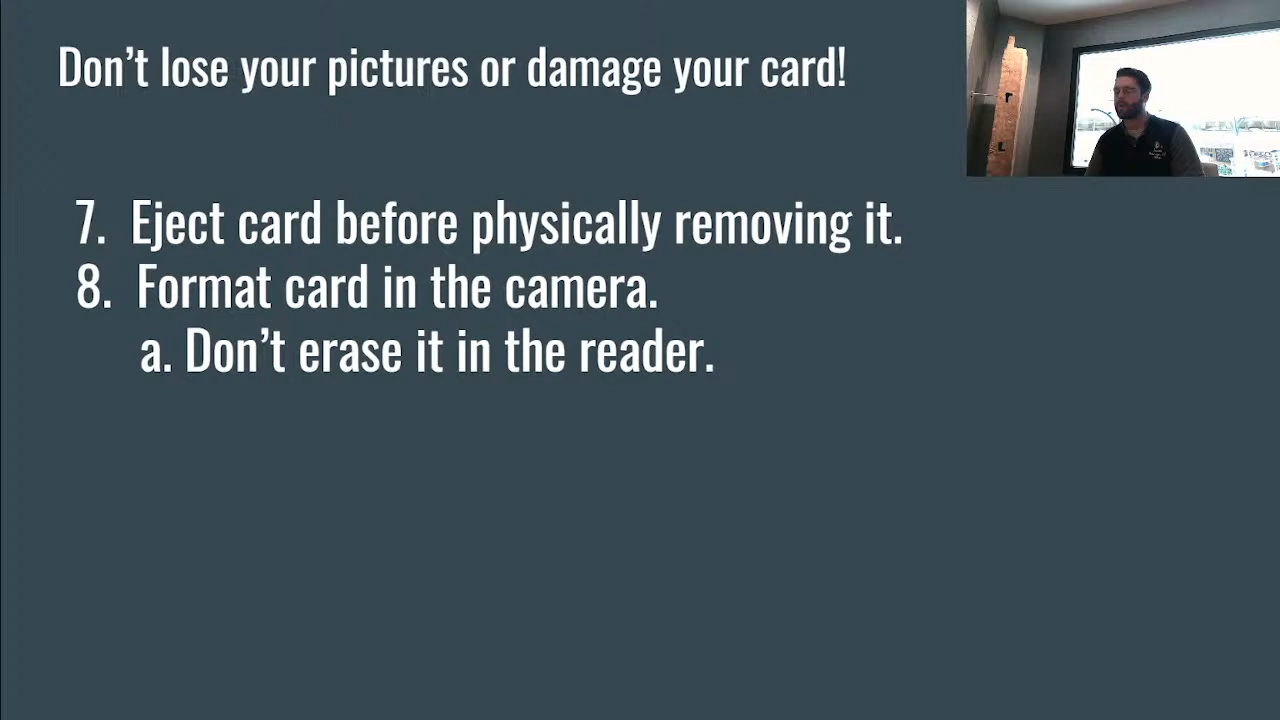 Don't lose your pictures or damage your card!
7. Eject card before physically removing it.
8. Format card in the camera.
a. Don't erase it in the reader.